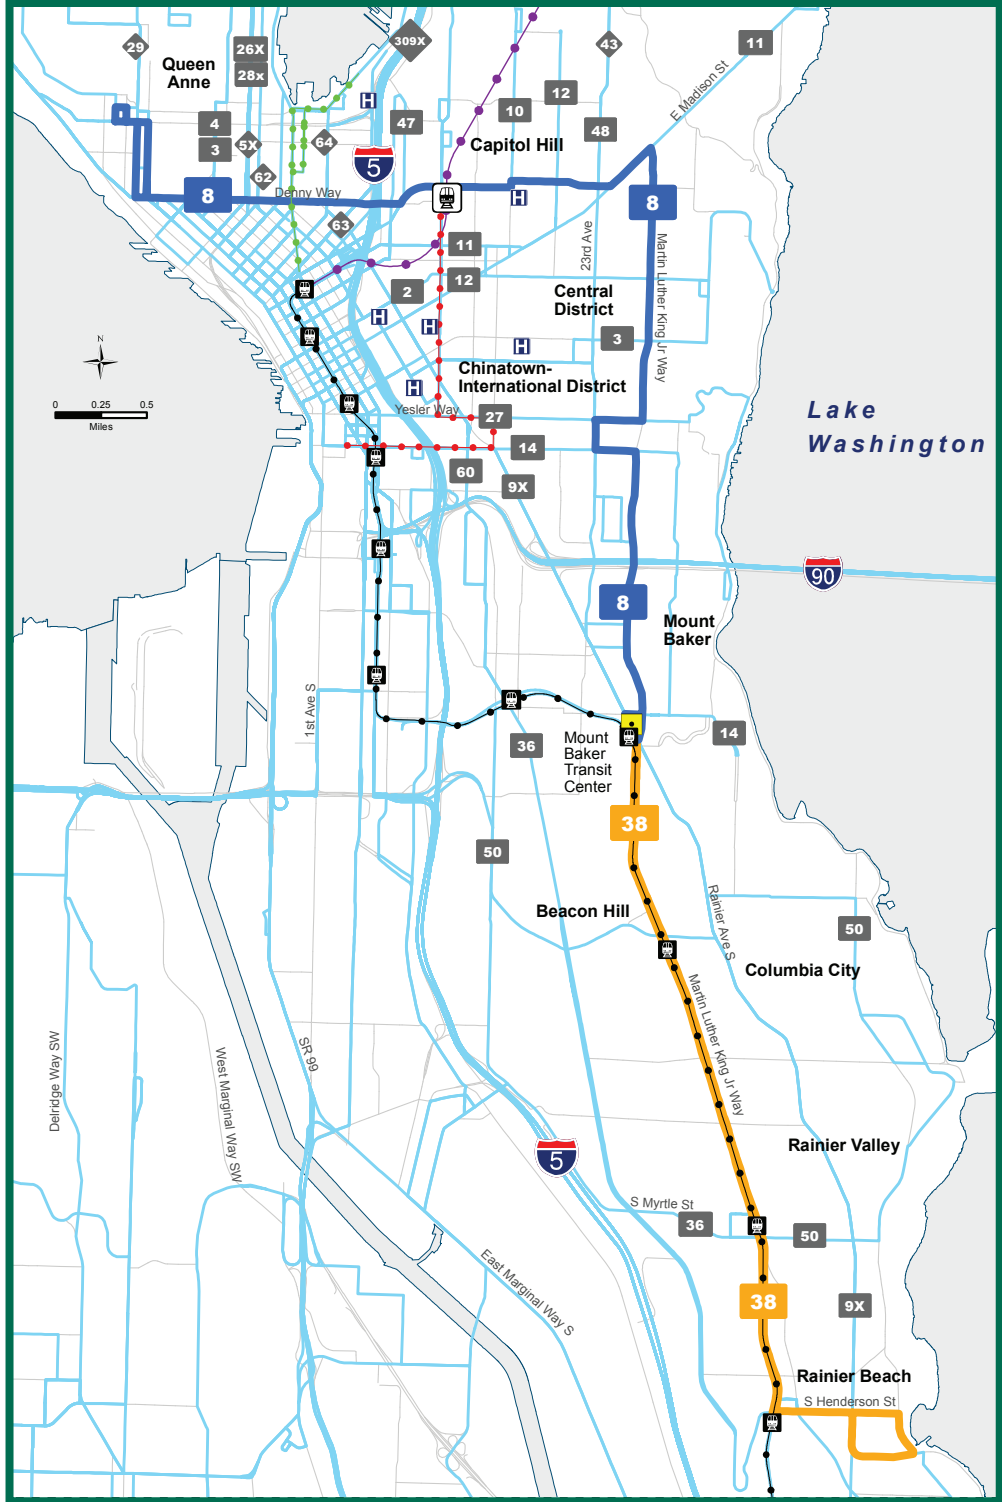 29
Queen
Anne
26X
28x
309X
43
11
E Madison St
12
10
48
47
Capitol Hill
H
4
3
5X
64
62
5
Denny Way
8
H
8
63
11
12
2
23rd Ave
Martin Luther King Jr Way
Central
District
H
H
H
3
Chinatown-
International District
H
N
0 0.25 0.5
Miles
Yesler Way
27
14
60
9X
Lake
Washington
90
8
Mount
Baker
1st Ave S
36
Mount
Baker
Transit
Center
14
38
50
Beacon Hill
Rainier Ave S
50
Columbia City
Martin Luther King Jr Way
Delridge Way SW
West Marginal Way SW
SR 99
5
Rainier Valley
S Myrtle St
36
50
East Marginal Way S
38
9X
Rainier Beach
S Henderson St